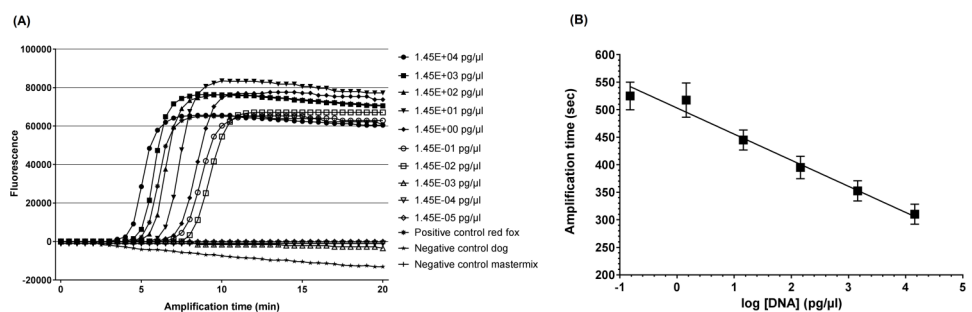 (A)
100000
80000
60000
40000
20000
0
-20000
Fluorescence
0
5
10
15
20
Amplification time (min)
1.45E+04 pg/µl
1.45E+03 pg/µl
1.45E+02 pg/µl
1.45E+01 pg/µl
1.45E+00 pg/µl
1.45E-01 pg/µl
1.45E-02 pg/µl
1.45E-03 pg/µl
1.45E-04 pg/µl
1.45E-05 pg/µl
Positive control red fox
Negative control dog
Negative control mastermix
(B)
600
550
500
450
400
350
300
250
200
Amplification time (sec)
-1
0
1
2
3
4
5
log [DNA] (pg/µl)